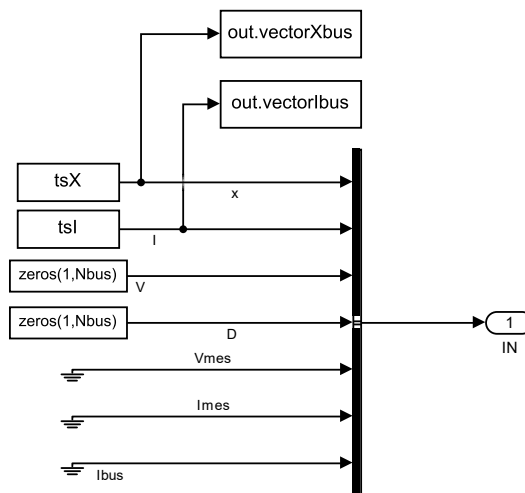 out.vectorXbus
out.vectorIbus
tsX
x
tsI
I
zeros(1,Nbus)
V
zeros(1,Nbus)
D
1
IN
Vmes
Imes
Ibus